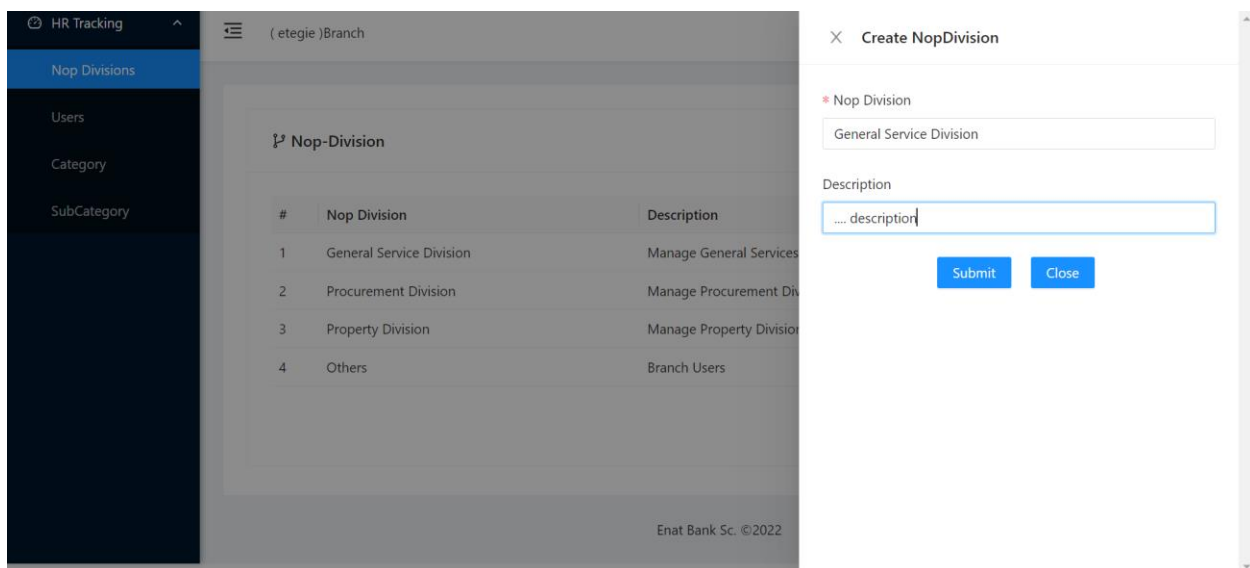 HR Tracking
Nop Divisions
Users
Category
SubCategory
( etegie )Branch
Nop-Division
# Nop Division Description
1 General Service Division Manage General Services
2 Procurement Division Manage Procurement Div
3 Property Division Manage Property Division
4 Others Branch Users
Enat Bank Sc. ©2022
Create NopDivision
* Nop Division
General Service Division
Description
.... description
Submit Close